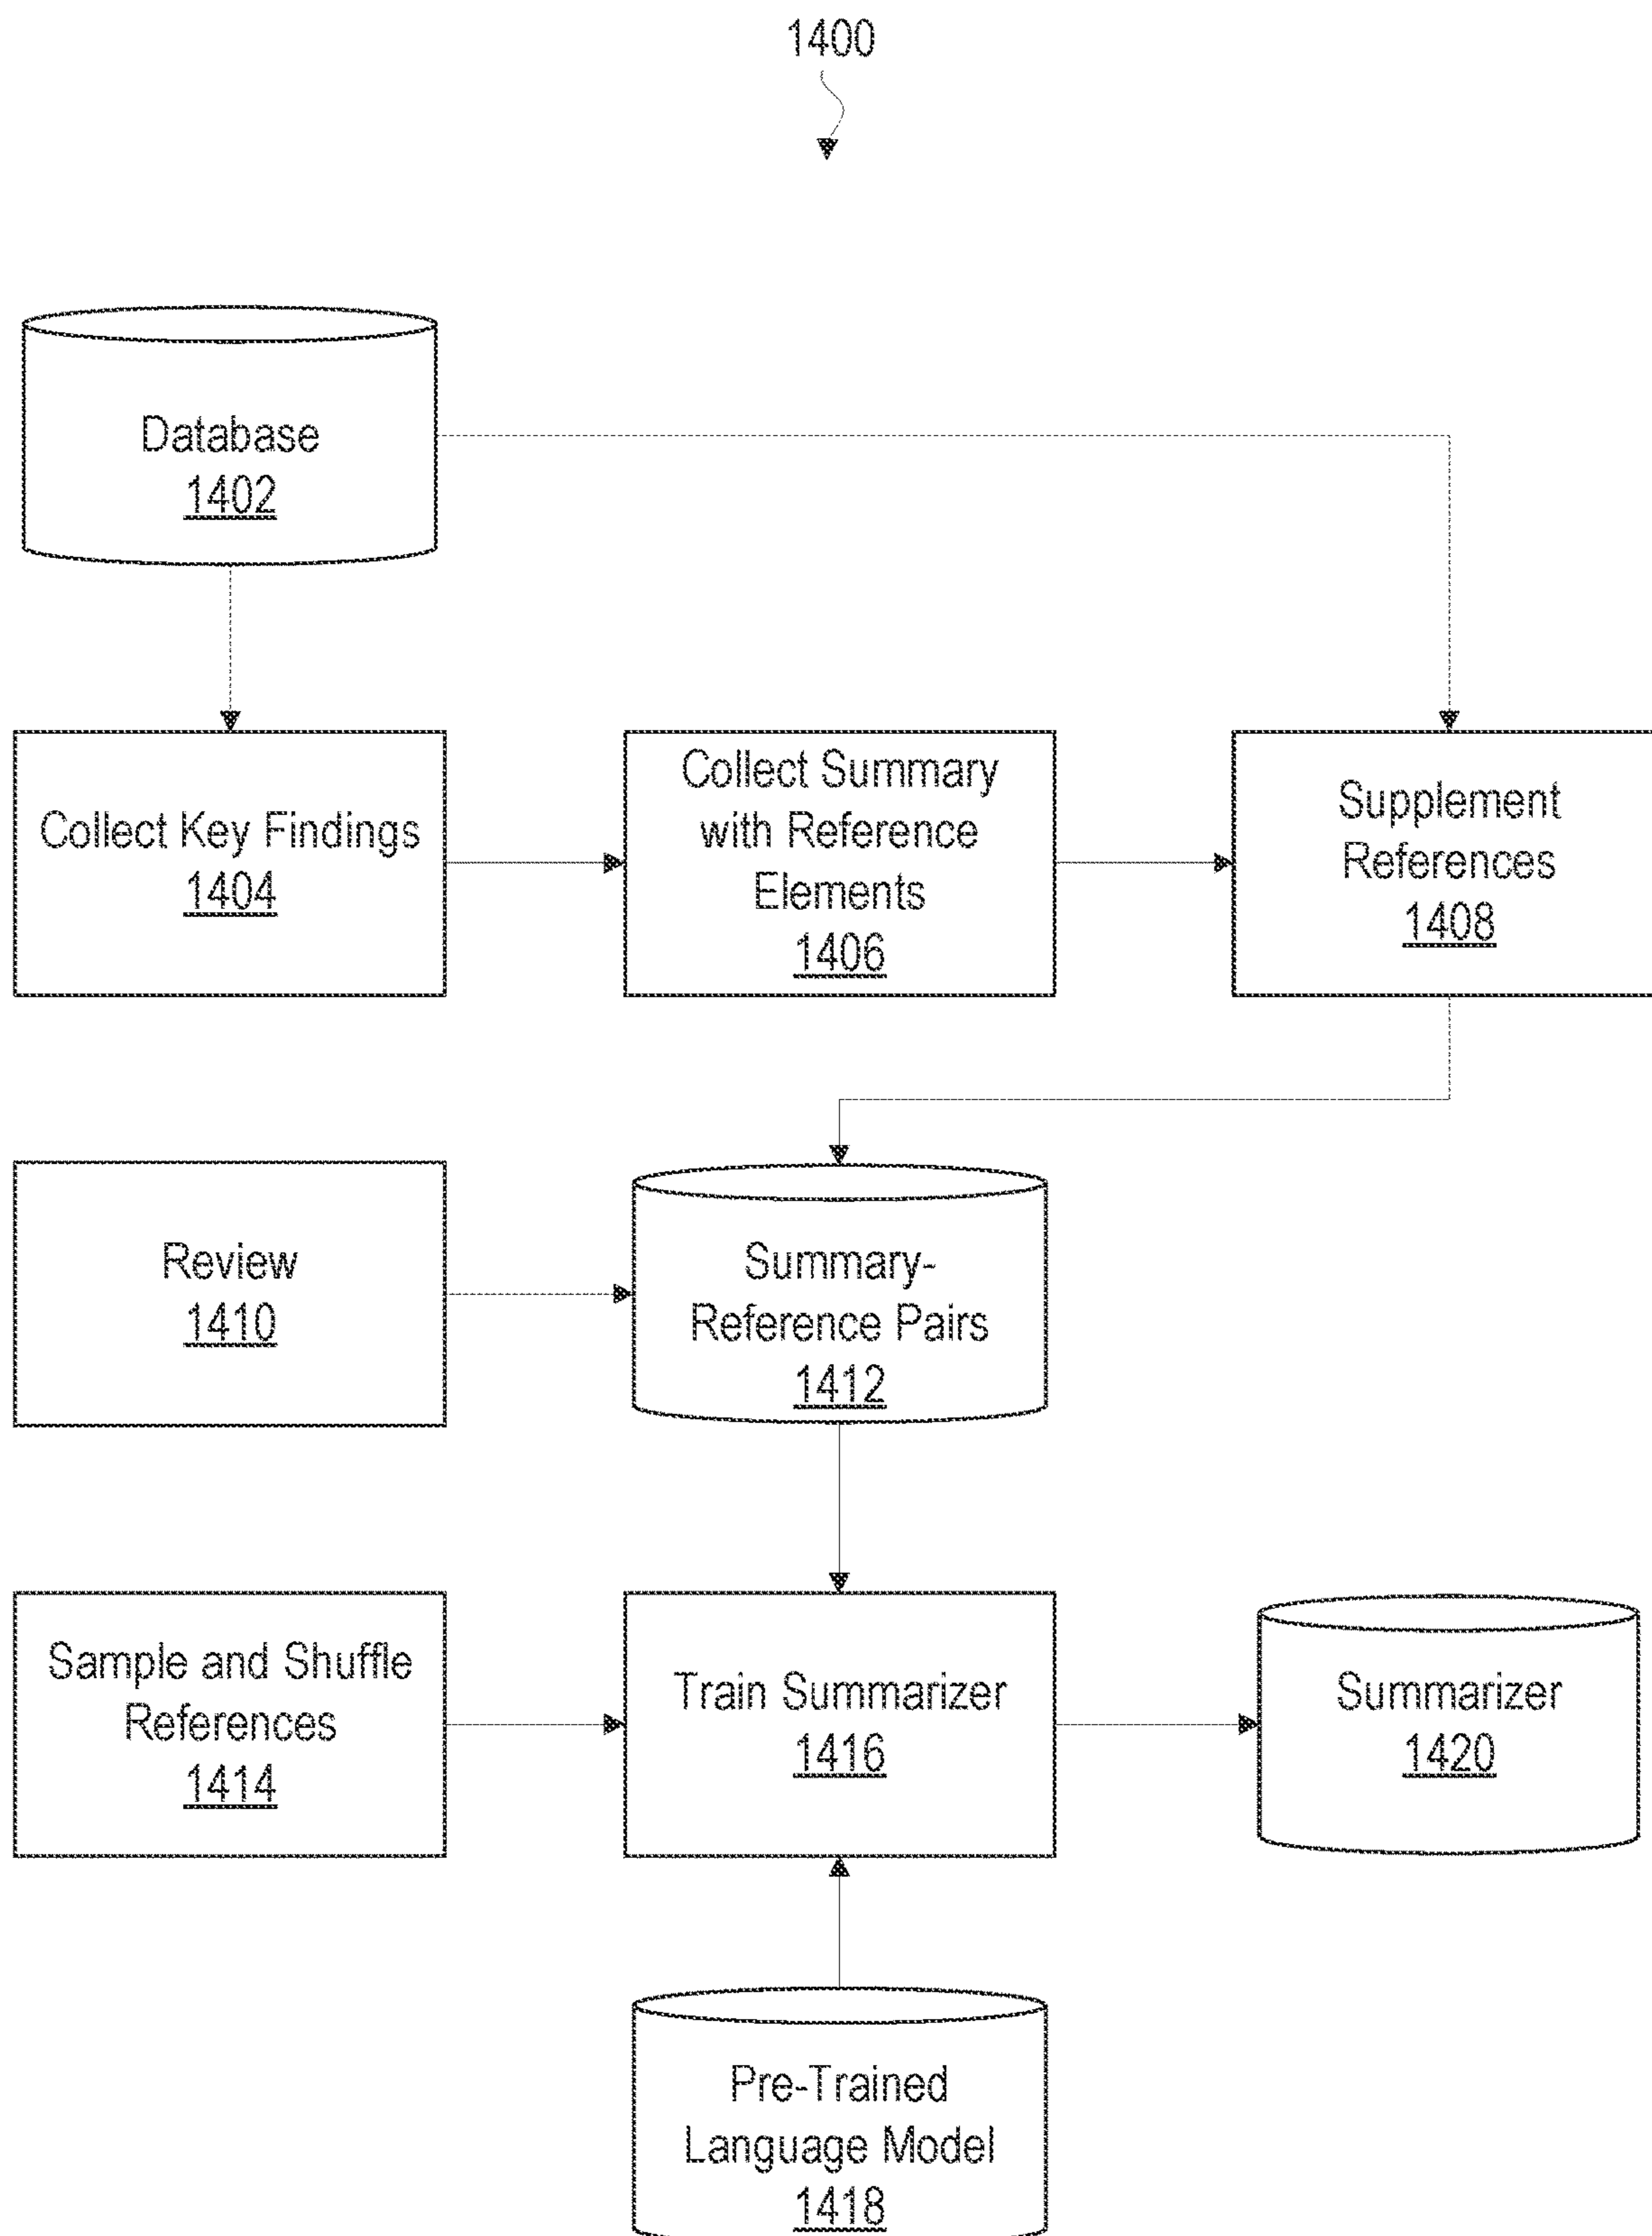 1400
Database
1402
Collect Key Findings
1404
Collect Summary
with Reference
Elements
1406
Supplement
References
1408
Review
1410
Summary-
Reference Pairs
1412
Sample and Shuffle
References
1414
Train Summarizer
1416
Summarizer
1420
Pre-Trained
Language Model
1418